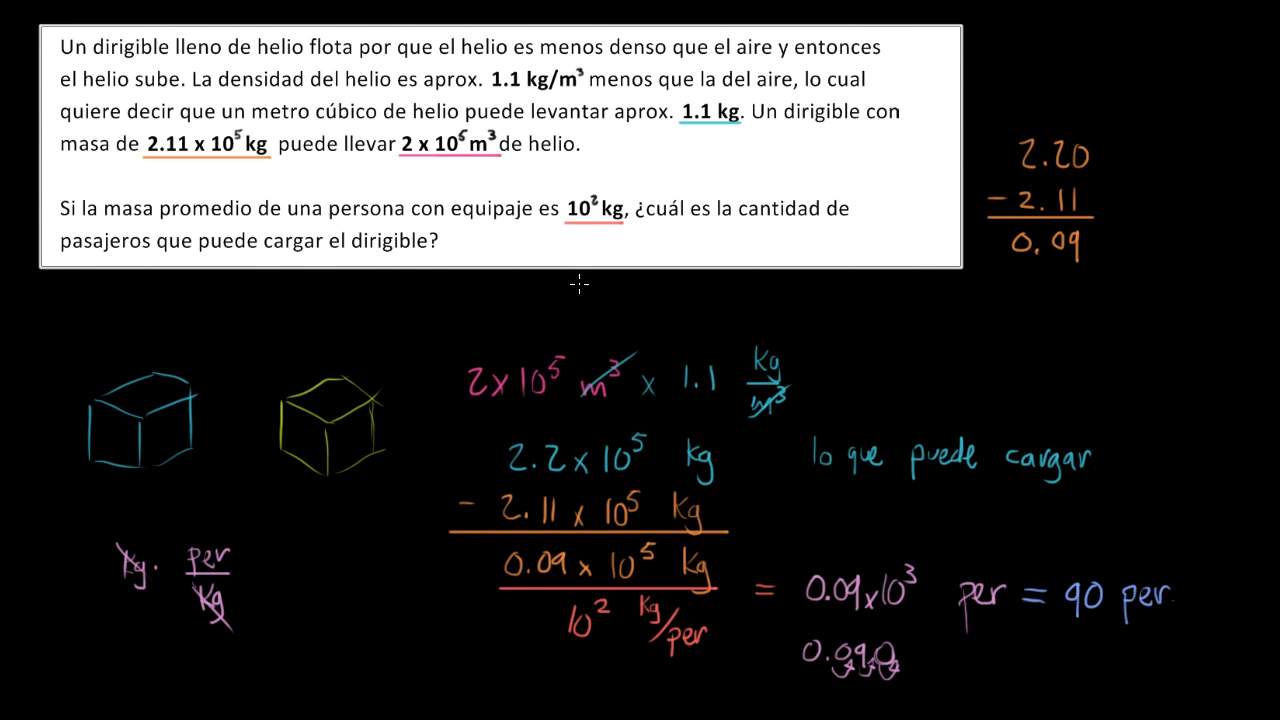 Un dirigible lleno de helio flota por que el helio es menos denso que el aire y entonces
el helio sube. La densidad del helio es aprox. 1.1 kg/m³ menos que la del aire, lo cual
quiere decir que un metro cúbico de helio puede levantar aprox. 1.1 kg. Un dirigible con
masa de 2.11 x 10⁵ kg puede llevar 2 x 10⁵ m³ de helio.
Si la masa promedio de una persona con equipaje es 10² kg, ¿cuál es la cantidad de
pasajeros que puede cargar el dirigible?
2.20
- 2.11
0.09
2 x 10⁵ m³ x 1.1 kg/m³
2.2 x 10⁵ kg lo que puede cargar
- 2.11 x 10⁵ kg
kg · per/kg
0.09 x 10⁵ kg
10² kg/per
= 0.09 x 10³ per = 90 per.
0.090